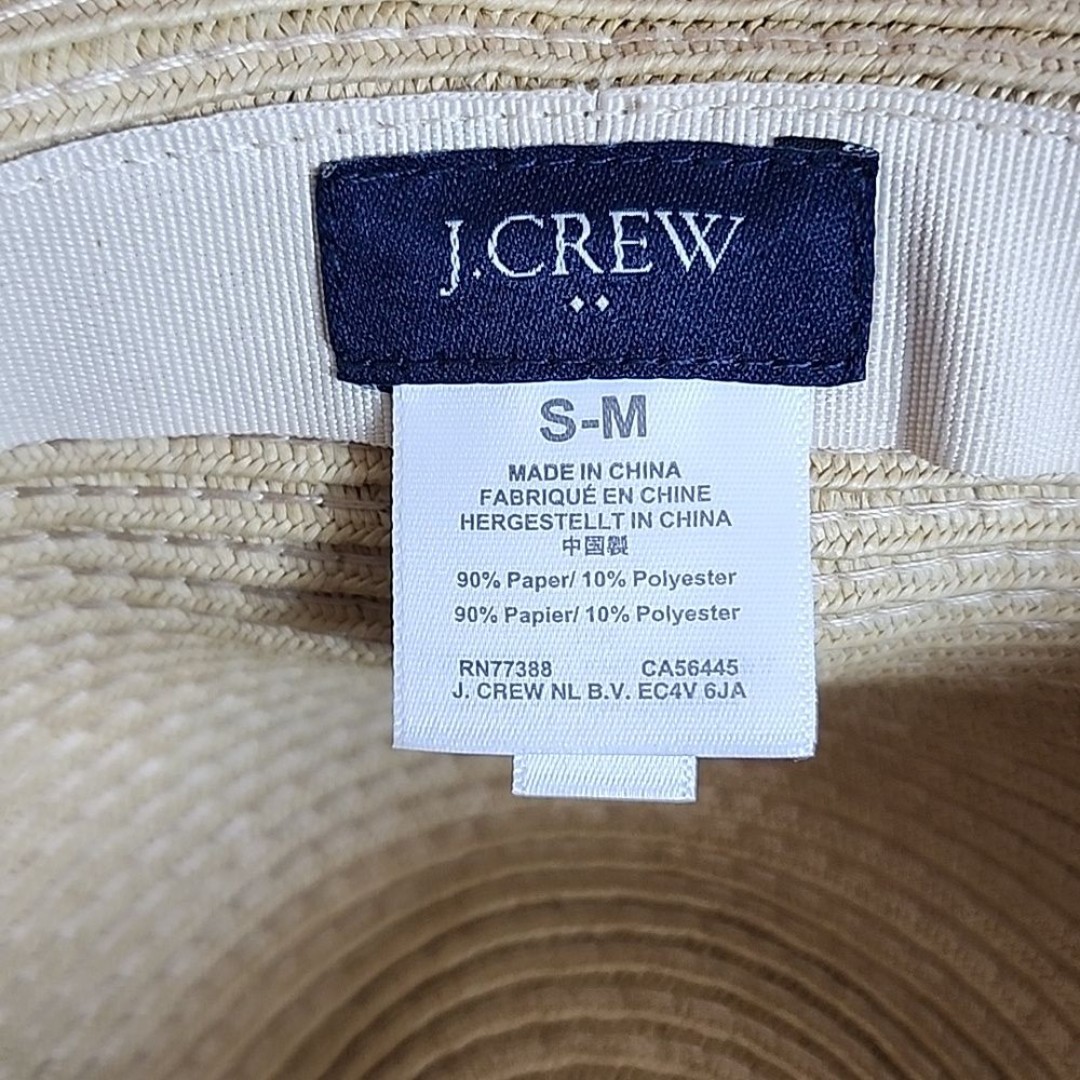 J.CREW
S-M
MADE IN CHINA
FABRIQUÉ EN CHINE
HERGESTELLT IN CHINA
中国製
90% Paper/ 10% Polyester
90% Papier/ 10% Polyester
RN77388 CA56445
J. CREW NL B.V. EC4V 6JA